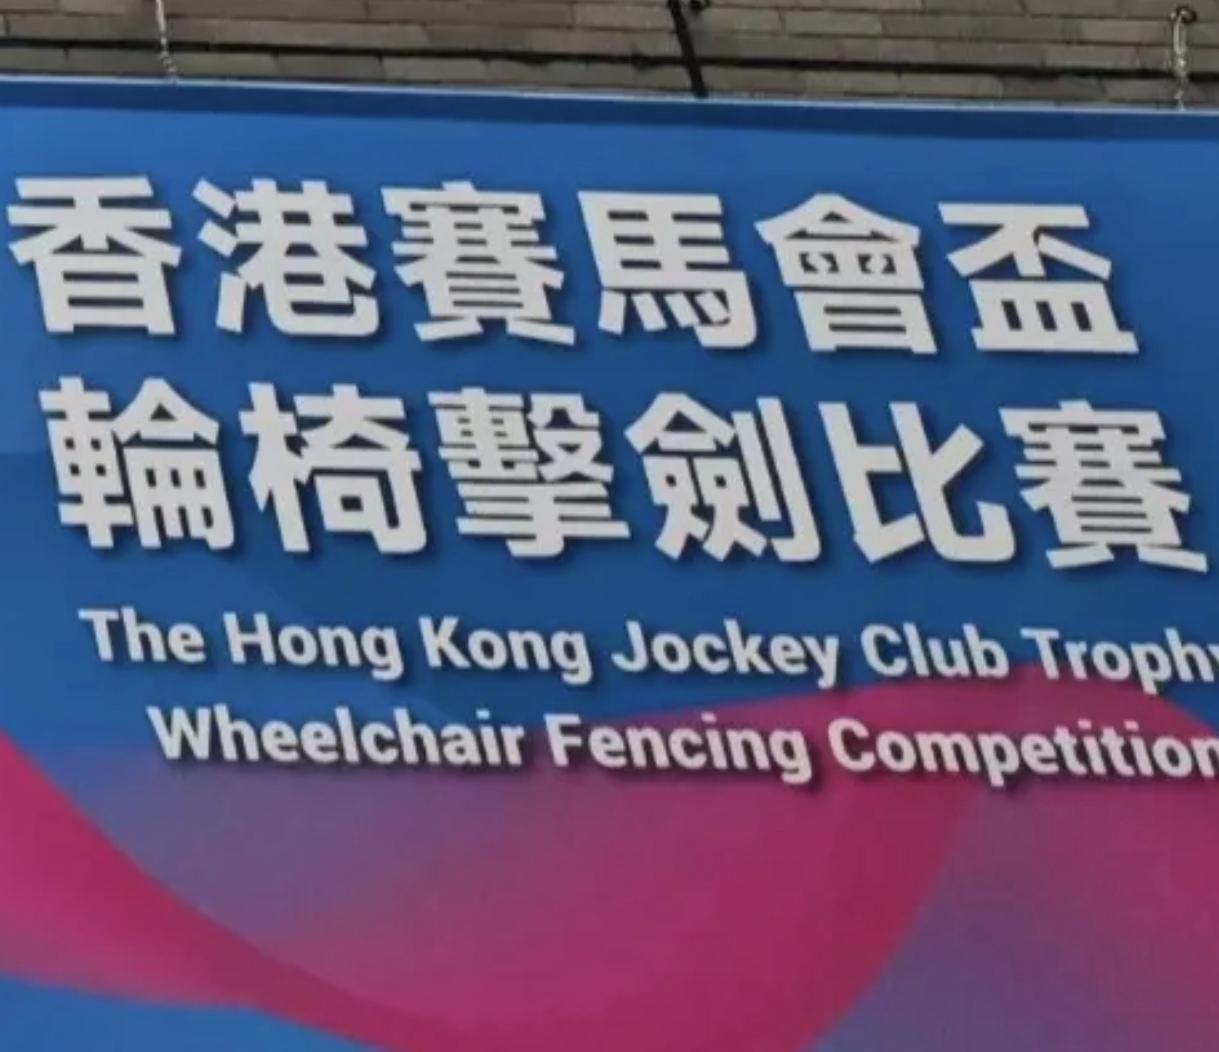 香港賽馬會盃
輪椅擊劍比賽
The Hong Kong Jockey Club Trophy
Wheelchair Fencing Competition